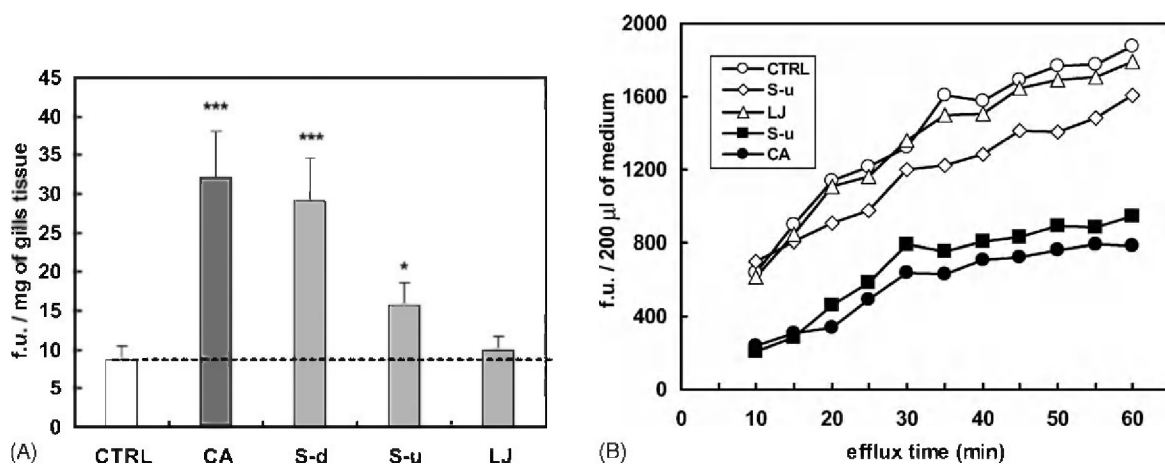 45
40
35
30
25
20
15
10
5
0
f.u. / mg of gills tissue
***
***
*
CTRL CA S-d S-u LJ
(A)
2000
1600
1200
800
400
0
f.u. / 200 µl of medium
CTRL
S-u
LJ
S-u
CA
0 10 20 30 40 50 60
efflux time (min)
(B)